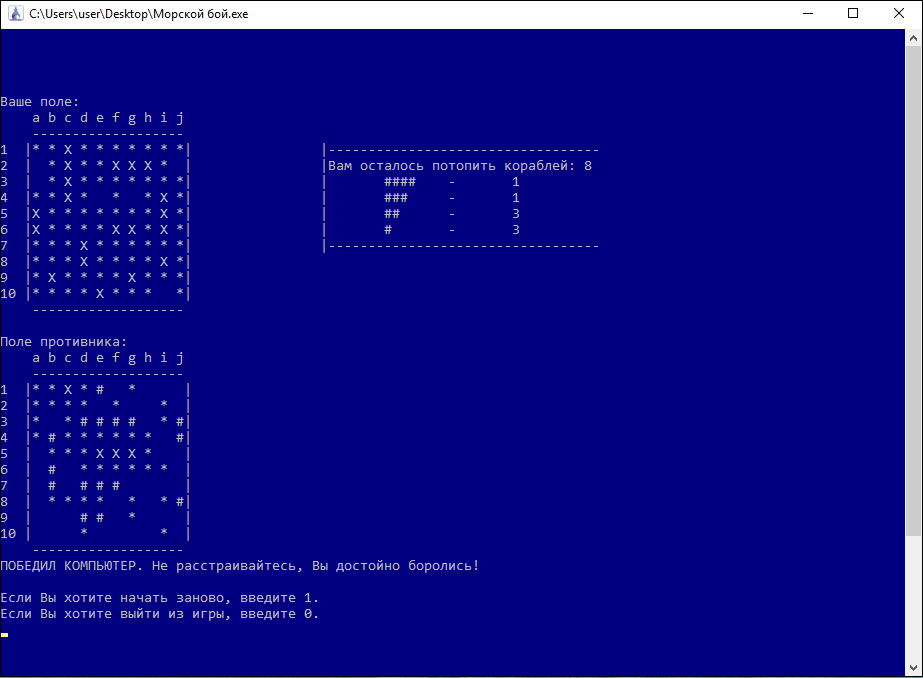 C:\Users\user\Desktop\Морской бой.exe
Ваше поле:
    a b c d e f g h i j
    -------------------
1  |* * X * * * * * * *|                |----------------------------------
2  |  * X * * X X X *  |                |Вам осталось потопить кораблей: 8
3  |  * X * * * * * * *|                |       ####    -       1
4  |* * X *   *   * X *|                |       ###     -       1
5  |X * * * * * * * X *|                |       ##      -       3
6  |X * * * * X X * X *|                |       #       -       3
7  |* * * X * * * * * *|                |----------------------------------
8  |* * * X * * * * X *|
9  |* X * * * * X * * *|
10 |* * * * X * * *   *|
    -------------------
Поле противника:
    a b c d e f g h i j
    -------------------
1  |* * X * #   *      |
2  |* * * *   *     *  |
3  |*   * # # # #   * #|
4  |* # * * * * * *   #|
5  |  * * * X X X *    |
6  |  #   * * * * * *  |
7  |  #   # # #        |
8  |  * * * *   *   * #|
9  |      # #   *      |
10 |      *         *  |
    -------------------
ПОБЕДИЛ КОМПЬЮТЕР. Не расстраивайтесь, Вы достойно боролись!
Если Вы хотите начать заново, введите 1.
Если Вы хотите выйти из игры, введите 0.